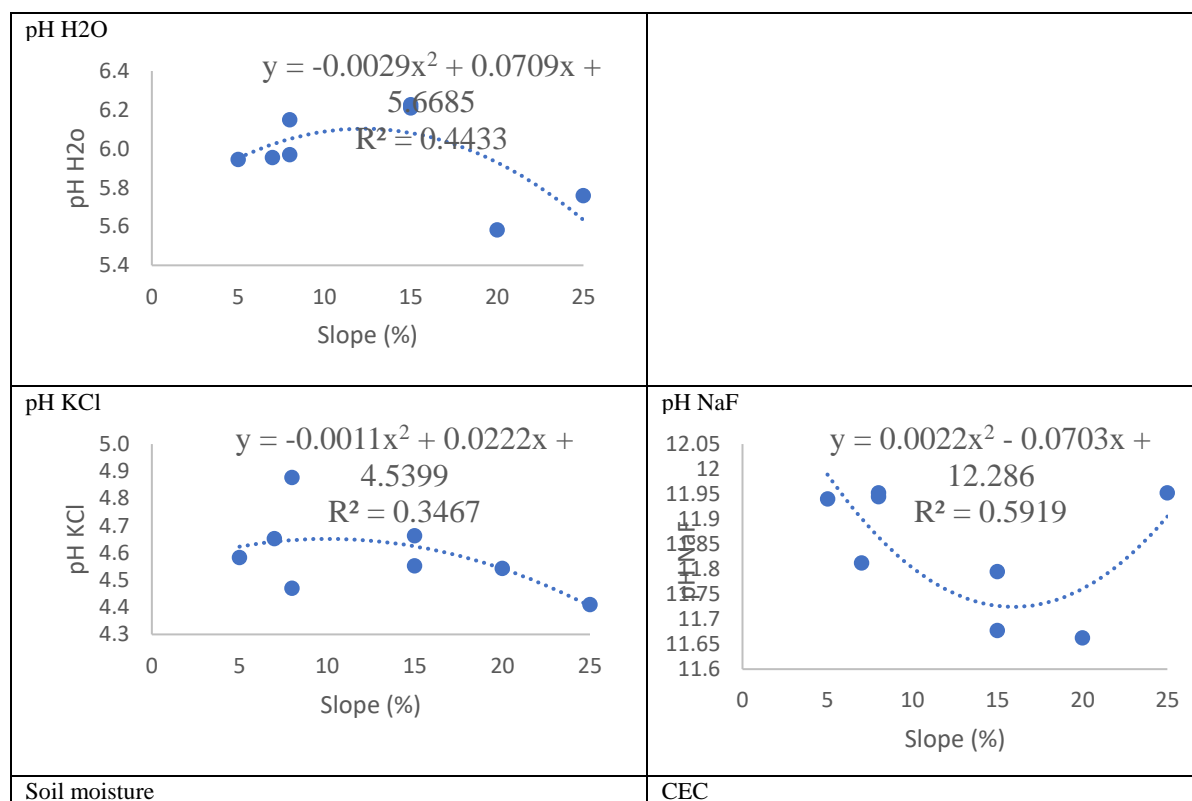 pH H2O
y = -0.0029x² + 0.0709x +
5.6685
R² = 0.4433
6.4
6.2
6.0
5.8
5.6
5.4
pH H2o
0 5 10 15 20 25
Slope (%)
pH KCl
y = -0.0011x² + 0.0222x +
4.5399
R² = 0.3467
5.0
4.9
4.8
4.7
4.6
4.5
4.4
4.3
pH KCl
0 5 10 15 20 25
Slope (%)
pH NaF
y = 0.0022x² - 0.0703x +
12.286
R² = 0.5919
12.05
12
11.95
11.9
11.85
11.8
11.75
11.7
11.65
11.6
pH NaF
0 5 10 15 20 25
Slope (%)
Soil moisture
CEC